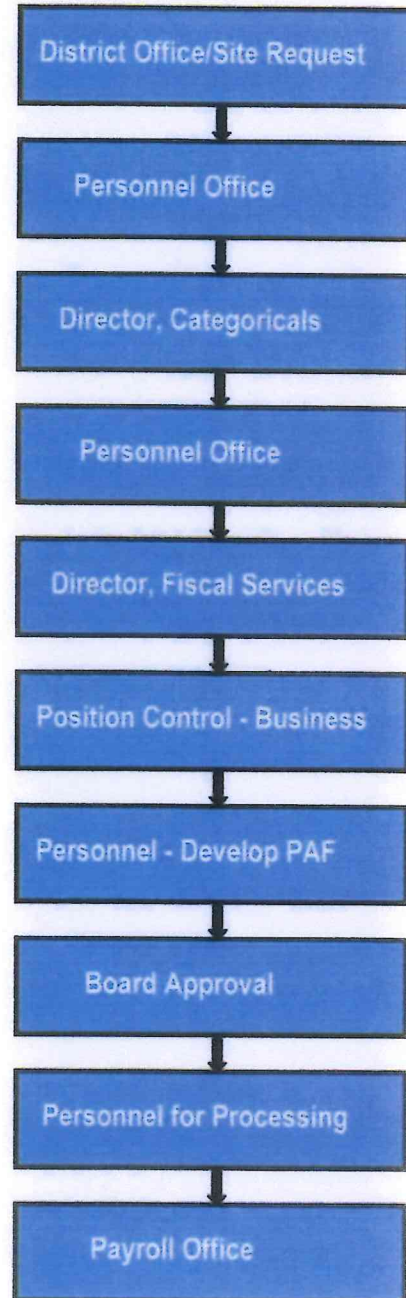 District Office/Site Request
Personnel Office
Director, Categoricals
Personnel Office
Director, Fiscal Services
Position Control - Business
Personnel - Develop PAF
Board Approval
Personnel for Processing
Payroll Office